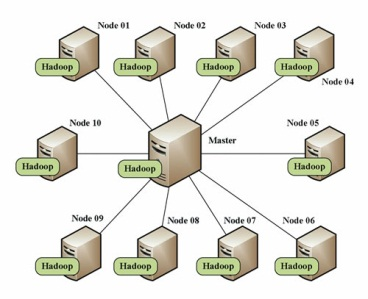 Node 01
Node 02
Node 03
Hadoop
Hadoop
Hadoop
Hadoop
Node 04
Node 10
Master
Node 05
Hadoop
Hadoop
Hadoop
Node 09
Node 08
Node 07
Node 06
Hadoop
Hadoop
Hadoop
Hadoop